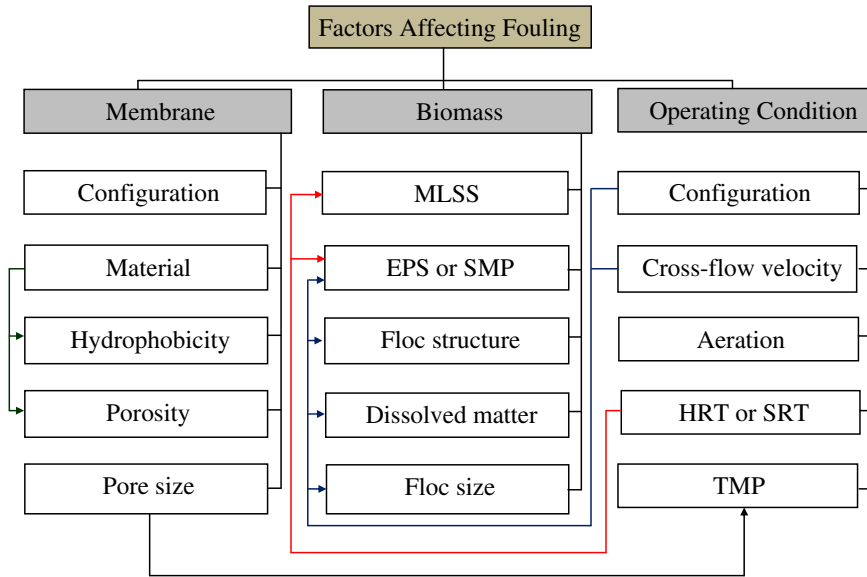 Factors Affecting Fouling
Membrane
Biomass
Operating Condition
Configuration
MLSS
Configuration
Material
EPS or SMP
Cross-flow velocity
Hydrophobicity
Floc structure
Aeration
Porosity
Dissolved matter
HRT or SRT
Pore size
Floc size
TMP